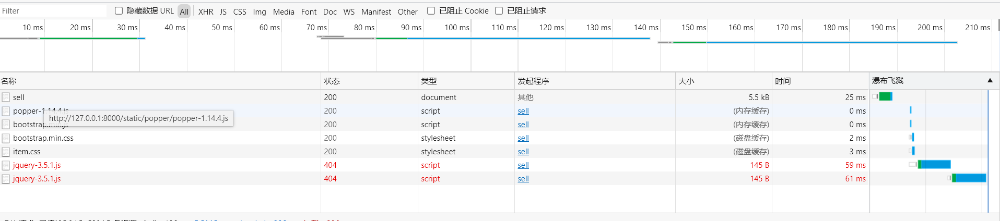 Filter 隐藏数据 URL All XHR JS CSS Img Media Font Doc WS Manifest Other 已阻止 Cookie 已阻止请求
10 ms 20 ms 30 ms 40 ms 50 ms 60 ms 70 ms 80 ms 90 ms 100 ms 110 ms 120 ms 130 ms 140 ms 150 ms 160 ms 170 ms 180 ms 190 ms 200 ms 210 ms
名称 状态 类型 发起程序 大小 时间 瀑布飞溅
sell 200 document 其他 5.5 kB 25 ms
popper-1.14.4.js 200 script sell (内存缓存) 0 ms
http://127.0.0.1:8000/static/popper/popper-1.14.4.js
bootstrap.min.js 200 script sell (内存缓存) 0 ms
bootstrap.min.css 200 stylesheet sell (磁盘缓存) 2 ms
item.css 200 stylesheet sell (磁盘缓存) 3 ms
jquery-3.5.1.js 404 script sell 145 B 59 ms
jquery-3.5.1.js 404 script sell 145 B 61 ms